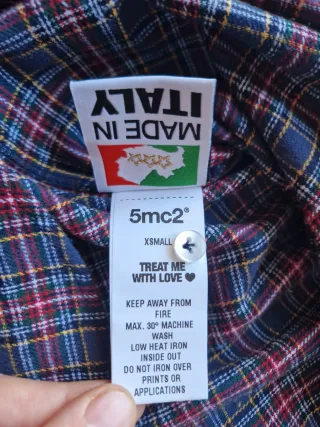 MADE IN
ITALY
5mc2®
XSMALL
TREAT ME
WITH LOVE ♥
KEEP AWAY FROM
FIRE
MAX. 30° MACHINE
WASH
LOW HEAT IRON
INSIDE OUT
DO NOT IRON OVER
PRINTS OR
APPLICATIONS